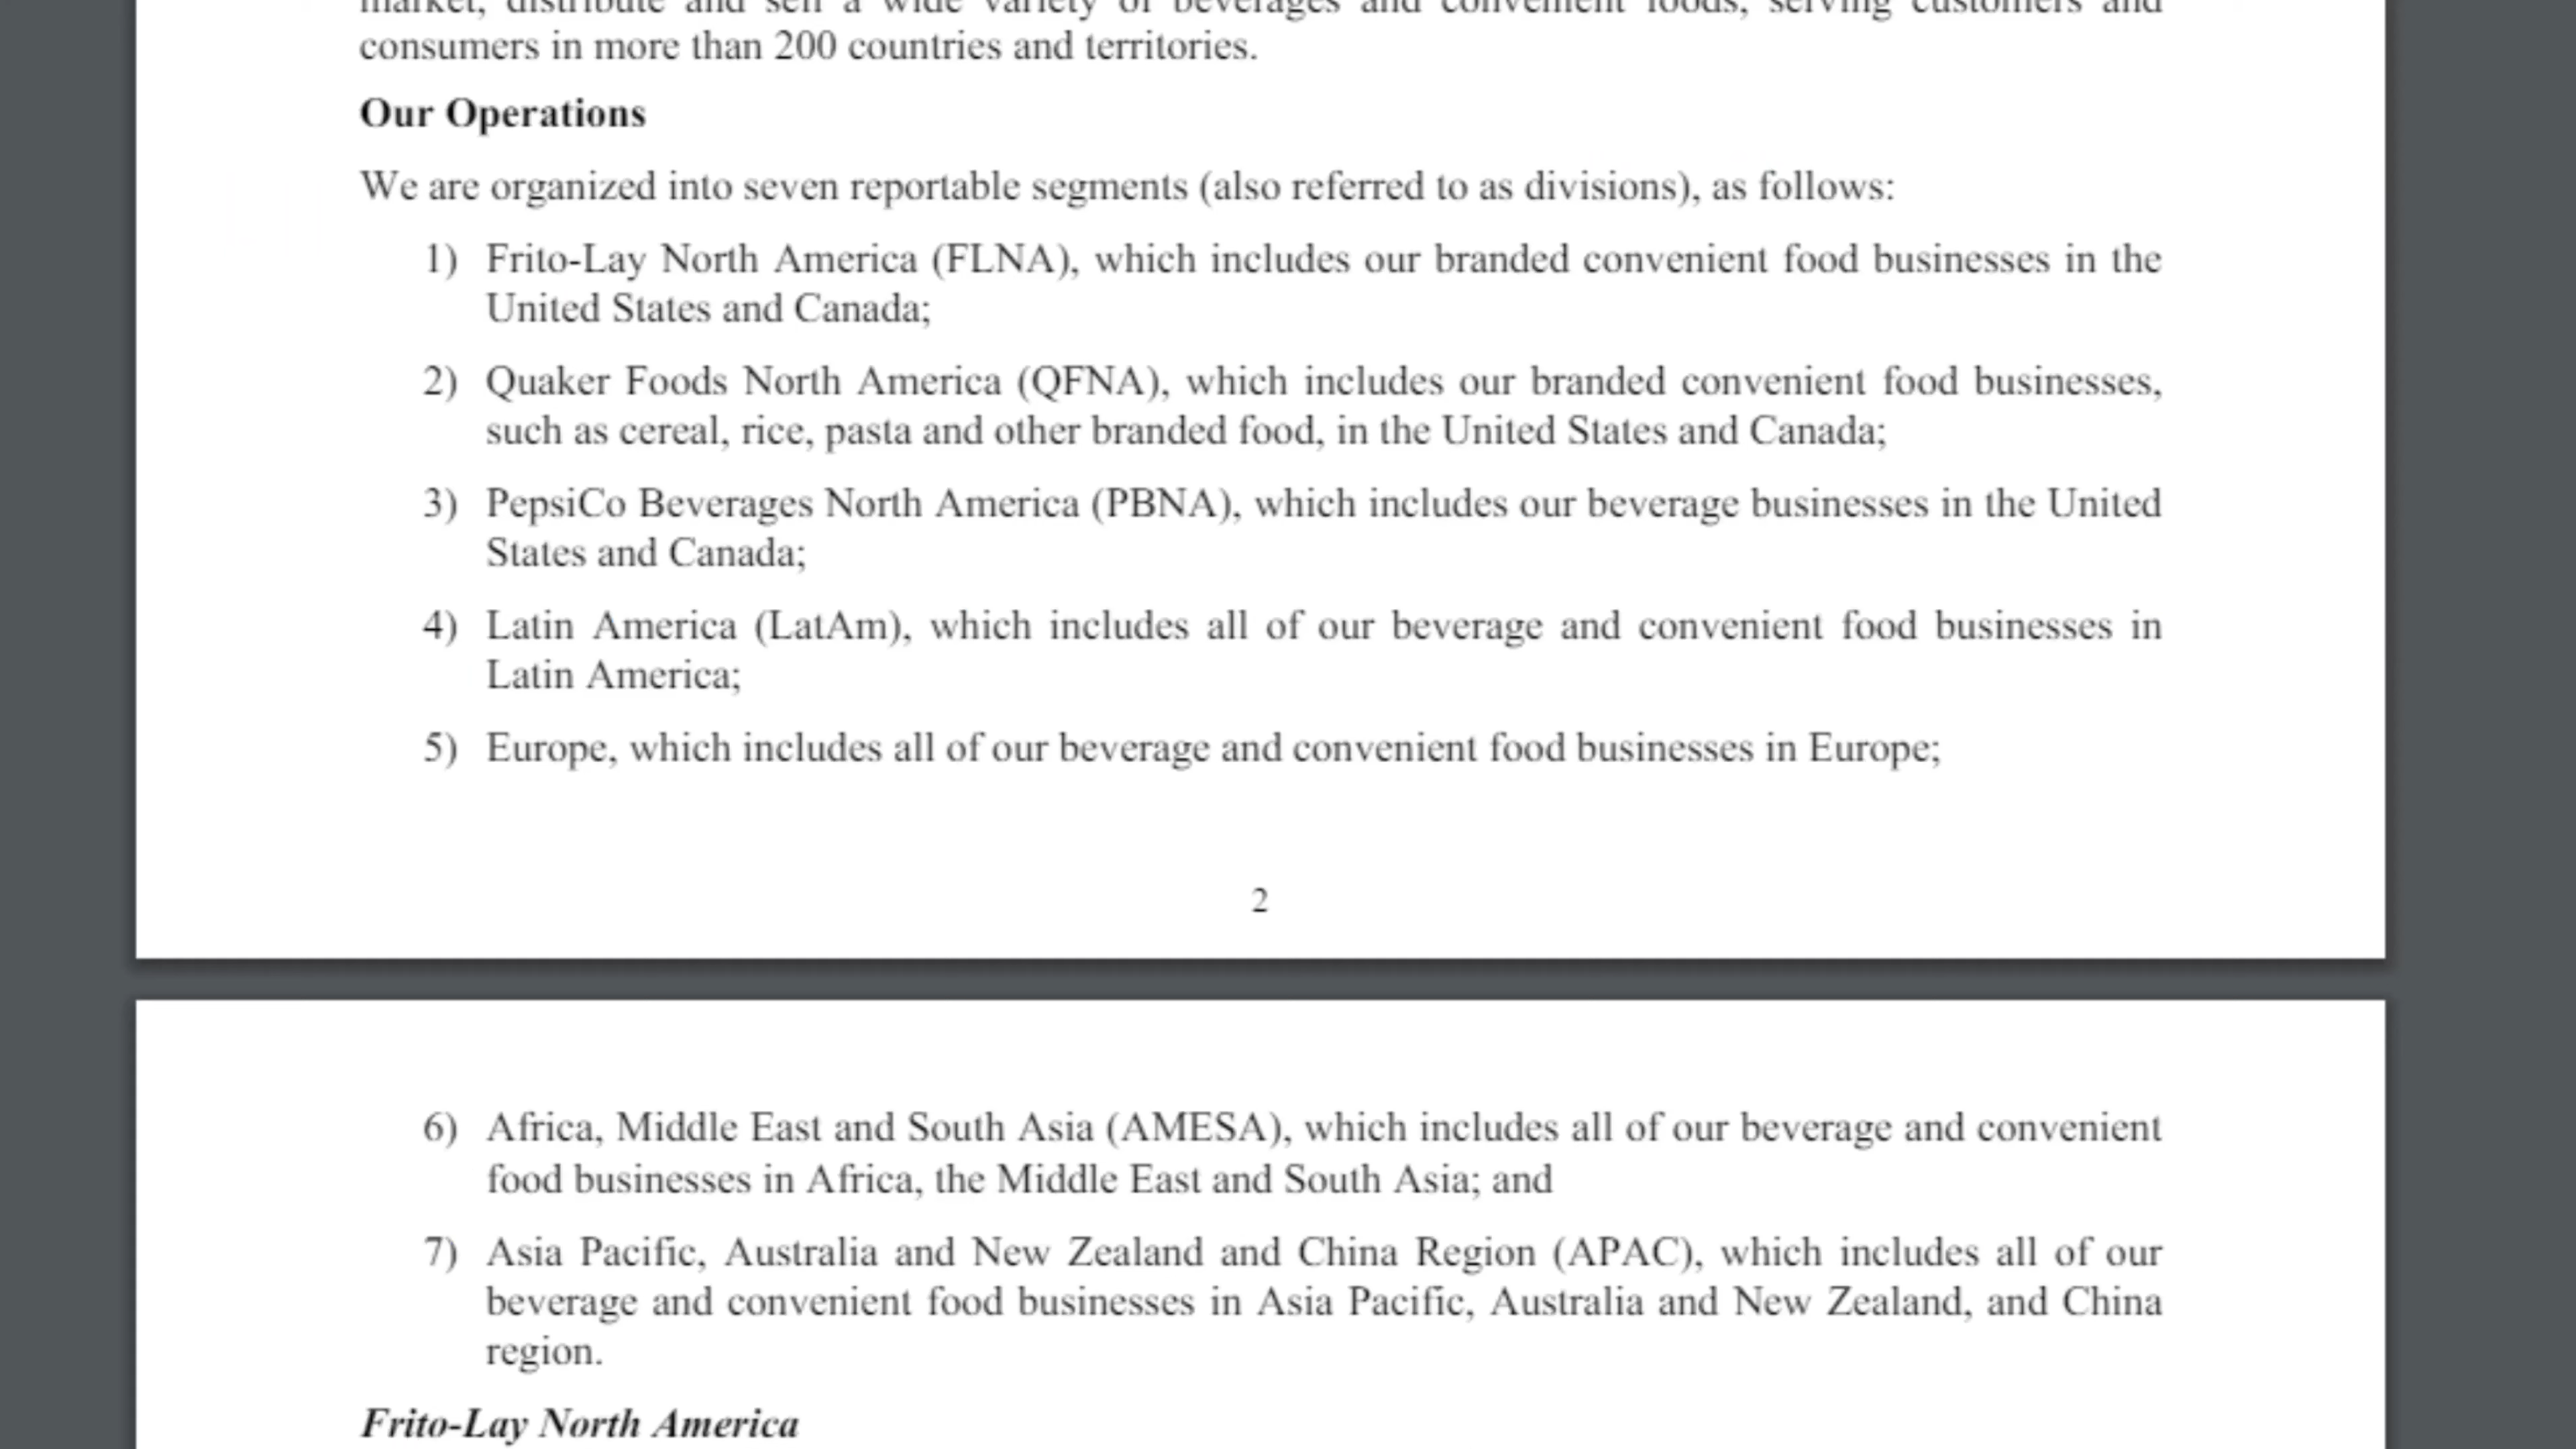 market, distribute and sell a wide variety of beverages and convenient foods, serving customers and
consumers in more than 200 countries and territories.
Our Operations
We are organized into seven reportable segments (also referred to as divisions), as follows:
1) Frito-Lay North America (FLNA), which includes our branded convenient food businesses in the
United States and Canada;
2) Quaker Foods North America (QFNA), which includes our branded convenient food businesses,
such as cereal, rice, pasta and other branded food, in the United States and Canada;
3) PepsiCo Beverages North America (PBNA), which includes our beverage businesses in the United
States and Canada;
4) Latin America (LatAm), which includes all of our beverage and convenient food businesses in
Latin America;
5) Europe, which includes all of our beverage and convenient food businesses in Europe;
2
6) Africa, Middle East and South Asia (AMESA), which includes all of our beverage and convenient
food businesses in Africa, the Middle East and South Asia; and
7) Asia Pacific, Australia and New Zealand and China Region (APAC), which includes all of our
beverage and convenient food businesses in Asia Pacific, Australia and New Zealand, and China
region.
Frito-Lay North America